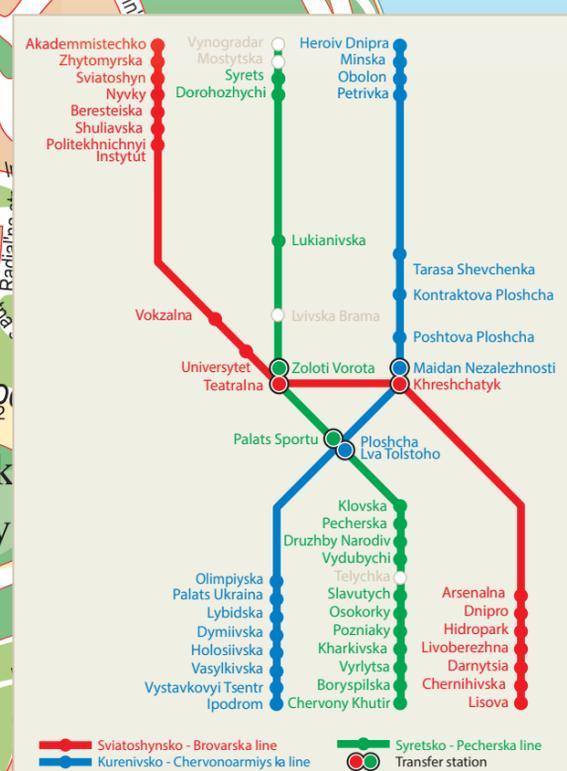 Akademmistechko
Zhytomyrska
Sviatoshyn
Nyvky
Beresteiska
Shuliavska
Politekhnichnyi
Instytut
Vokzalna
Universytet
Teatralna
Khreshchatyk
Arsenalna
Dnipro
Hidropark
Livoberezhna
Darnytsia
Chernihivska
Lisova
Vynogradar
Mostytska
Syrets
Dorohozhychi
Lukianivska
Lvivska Brama
Zoloti Vorota
Palats Sportu
Klovska
Pecherska
Druzhby Narodiv
Vydubychi
Telychka
Slavutych
Osokorky
Pozniaky
Kharkivska
Vyrlytsa
Boryspilska
Chervony Khutir
Heroiv Dnipra
Minska
Obolon
Petrivka
Tarasa Shevchenka
Kontraktova Ploshcha
Poshtova Ploshcha
Maidan Nezalezhnosti
Ploshcha
Lva Tolstoho
Olimpiyska
Palats Ukraina
Lybidska
Dymiivska
Holosiivska
Vasylkivska
Vystavkovyi Tsentr
Ipodrom
Sviatoshynsko - Brovarska line
Kurenivsko - Chervonoarmiys ka line
Syretsko - Pecherska line
Transfer station